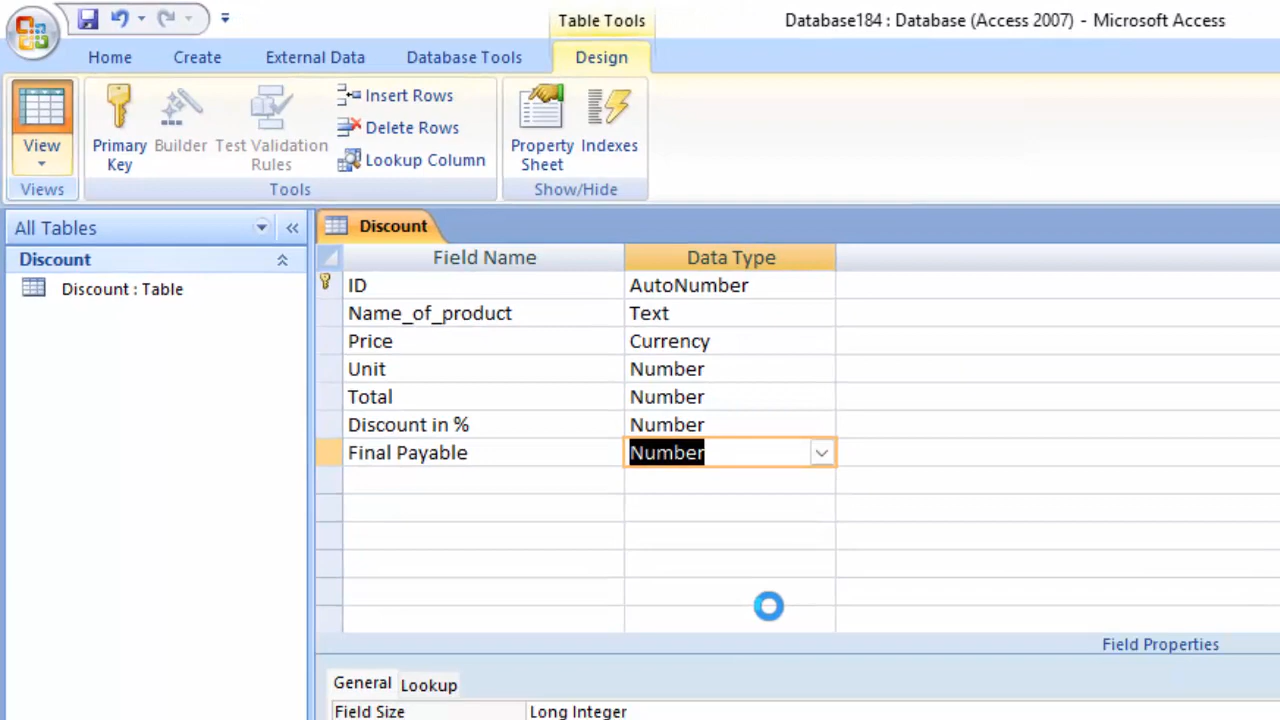 Table Tools
Database184 : Database (Access 2007) - Microsoft Access
Home Create External Data Database Tools Design
View
Views
Primary Key
Builder
Test Validation Rules
Insert Rows
Delete Rows
Lookup Column
Tools
Property Sheet
Indexes
Show/Hide
All Tables
Discount
Discount : Table
Discount
Field Name Data Type
ID AutoNumber
Name_of_product Text
Price Currency
Unit Number
Total Number
Discount in % Number
Final Payable Number
Field Properties
General Lookup
Field Size Long Integer